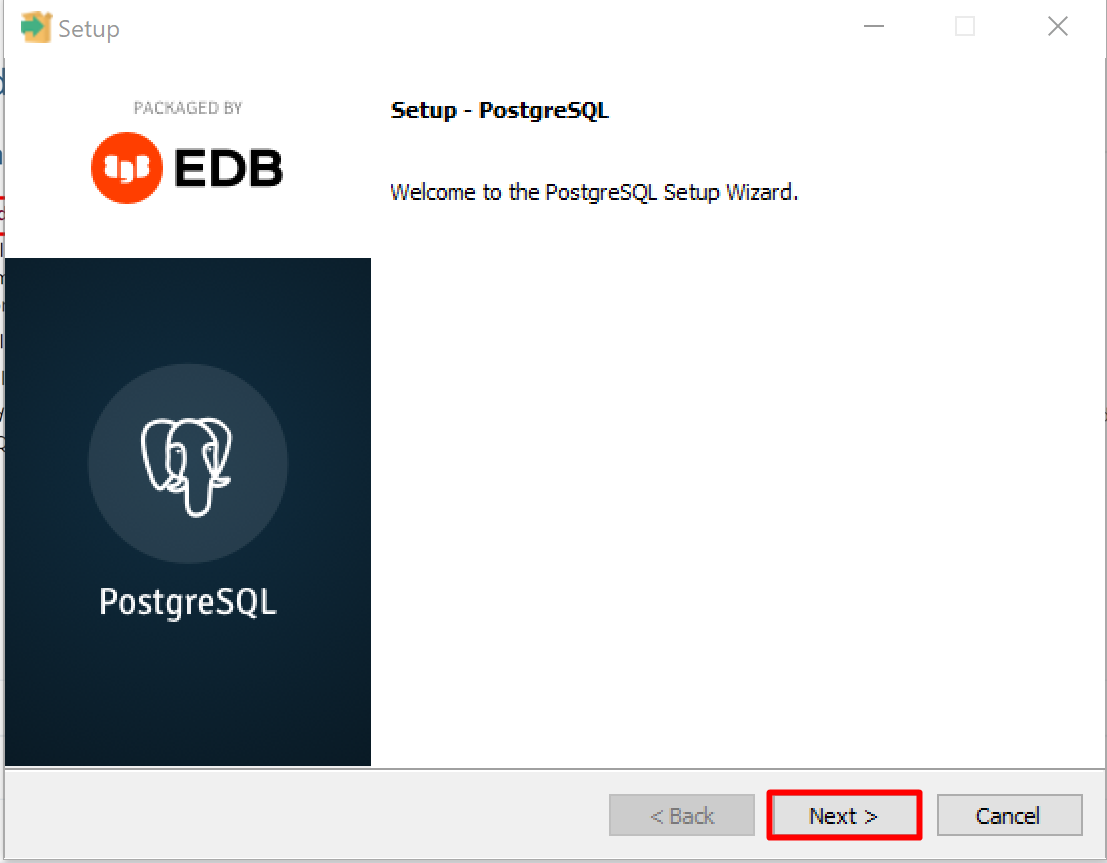 Setup
PACKAGED BY
EDB
Setup - PostgreSQL
Welcome to the PostgreSQL Setup Wizard.
PostgreSQL
< Back
Next >
Cancel